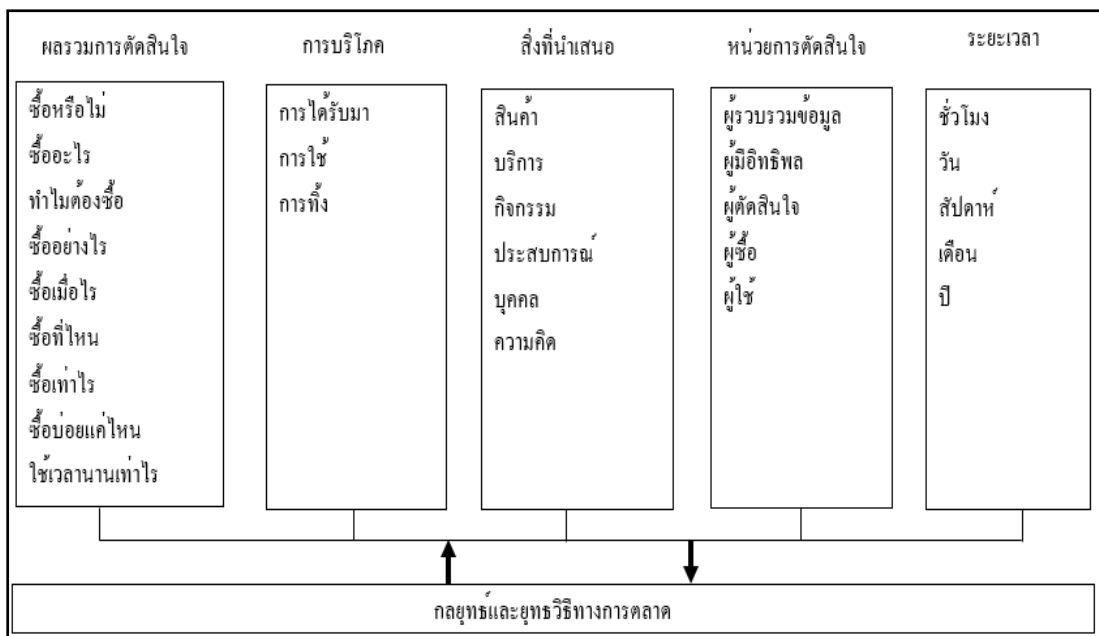 ผลรวมการตัดสินใจ
ซื้อหรือไม่
ซื้ออะไร
ทำไมต้องซื้อ
ซื้ออย่างไร
ซื้อเมื่อไร
ซื้อที่ไหน
ซื้อเท่าไร
ซื้อบ่อยแค่ไหน
ใช้เวลานานเท่าไร
การบริโภค
การได้รับมา
การใช้
การทิ้ง
สิ่งที่นำเสนอ
สินค้า
บริการ
กิจกรรม
ประสบการณ์
บุคคล
ความคิด
หน่วยการตัดสินใจ
ผู้รวบรวมข้อมูล
ผู้มีอิทธิพล
ผู้ตัดสินใจ
ผู้ซื้อ
ผู้ใช้
ระยะเวลา
ชั่วโมง
วัน
สัปดาห์
เดือน
ปี
กลยุทธ์และยุทธวิธีทางการตลาด